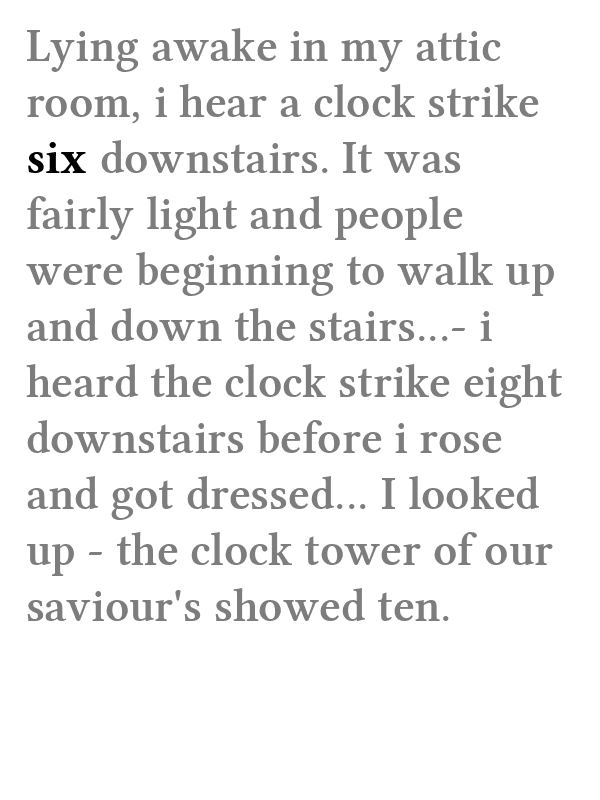 Lying awake in my attic
room, i hear a clock strike
six downstairs. It was
fairly light and people
were beginning to walk up
and down the stairs...- i
heard the clock strike eight
downstairs before i rose
and got dressed... I looked
up - the clock tower of our
saviour's showed ten.